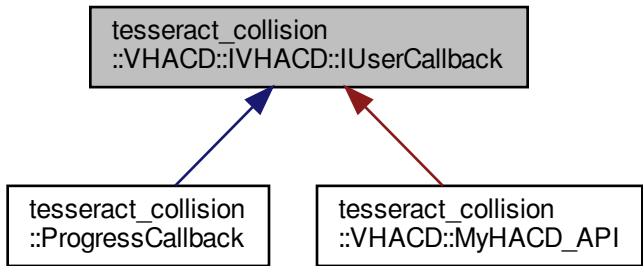 tesseract_collision
::VHACD::IVHACD::IUserCallback
tesseract_collision
::ProgressCallback
tesseract_collision
::VHACD::MyHACD_API